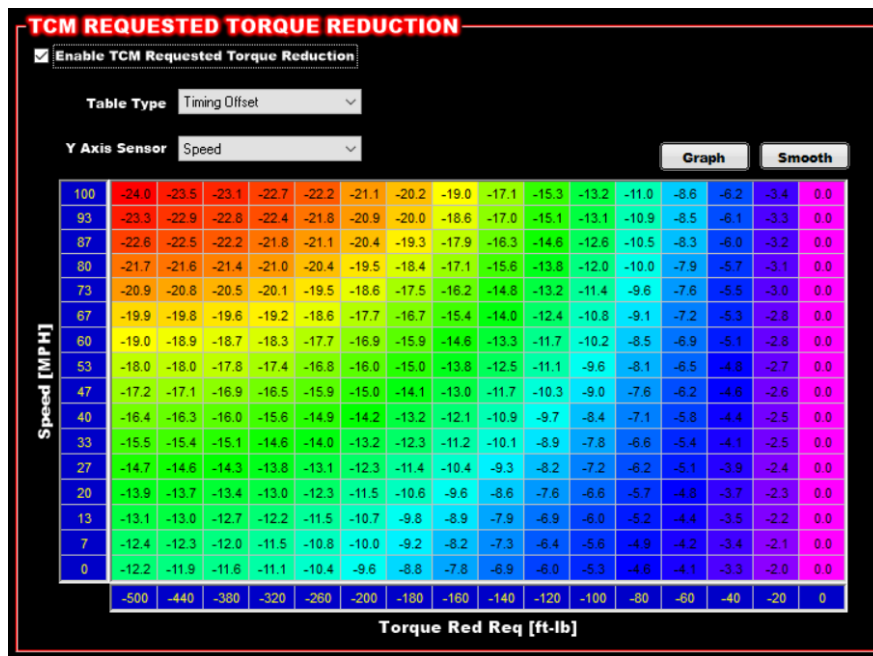 TCM REQUESTED TORQUE REDUCTION
Enable TCM Requested Torque Reduction
Table Type Timing Offset
Y Axis Sensor Speed
Graph Smooth
100 -24.0 -23.5 -23.1 -22.7 -22.2 -21.1 -20.2 -19.0 -17.1 -15.3 -13.2 -11.0 -8.6 -6.2 -3.4 0.0
93 -23.3 -22.9 -22.8 -22.4 -21.8 -20.9 -20.0 -18.6 -17.0 -15.1 -13.1 -10.9 -8.5 -6.1 -3.3 0.0
87 -22.6 -22.5 -22.2 -21.8 -21.1 -20.4 -19.3 -17.9 -16.3 -14.6 -12.6 -10.5 -8.3 -6.0 -3.2 0.0
80 -21.7 -21.6 -21.4 -21.0 -20.4 -19.5 -18.4 -17.1 -15.6 -13.8 -12.0 -10.0 -7.9 -5.7 -3.1 0.0
73 -20.9 -20.8 -20.5 -20.1 -19.5 -18.6 -17.5 -16.2 -14.8 -13.2 -11.4 -9.6 -7.6 -5.5 -3.0 0.0
67 -19.9 -19.8 -19.6 -19.2 -18.6 -17.7 -16.7 -15.4 -14.0 -12.4 -10.8 -9.1 -7.2 -5.3 -2.8 0.0
60 -19.0 -18.9 -18.7 -18.3 -17.7 -16.9 -15.9 -14.6 -13.3 -11.7 -10.2 -8.5 -6.9 -5.1 -2.8 0.0
53 -18.0 -18.0 -17.8 -17.4 -16.8 -16.0 -15.0 -13.8 -12.5 -11.1 -9.6 -8.1 -6.5 -4.8 -2.7 0.0
47 -17.2 -17.1 -16.9 -16.5 -15.9 -15.0 -14.1 -13.0 -11.7 -10.3 -9.0 -7.6 -6.2 -4.6 -2.6 0.0
40 -16.4 -16.3 -16.0 -15.6 -14.9 -14.2 -13.2 -12.1 -10.9 -9.7 -8.4 -7.1 -5.8 -4.4 -2.5 0.0
33 -15.5 -15.4 -15.1 -14.6 -14.0 -13.2 -12.3 -11.2 -10.1 -8.9 -7.8 -6.6 -5.4 -4.1 -2.5 0.0
27 -14.7 -14.6 -14.3 -13.8 -13.1 -12.3 -11.4 -10.4 -9.3 -8.2 -7.2 -6.2 -5.1 -3.9 -2.4 0.0
20 -13.9 -13.7 -13.4 -13.0 -12.3 -11.5 -10.6 -9.6 -8.6 -7.6 -6.6 -5.7 -4.8 -3.7 -2.3 0.0
13 -13.1 -13.0 -12.7 -12.2 -11.5 -10.7 -9.8 -8.9 -7.9 -6.9 -6.0 -5.2 -4.4 -3.5 -2.2 0.0
7 -12.4 -12.3 -12.0 -11.5 -10.8 -10.0 -9.2 -8.2 -7.3 -6.4 -5.6 -4.9 -4.2 -3.4 -2.1 0.0
0 -12.2 -11.9 -11.6 -11.1 -10.4 -9.6 -8.8 -7.8 -6.9 -6.0 -5.3 -4.6 -4.1 -3.3 -2.0 0.0
-500 -440 -380 -320 -260 -200 -180 -160 -140 -120 -100 -80 -60 -40 -20 0
Speed [MPH]
Torque Red Req [ft-lb]